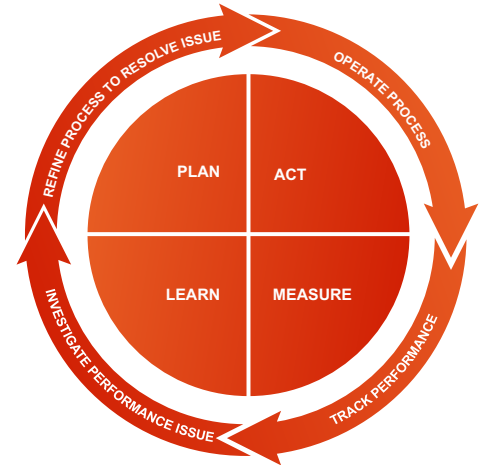 REFINE PROCESS TO RESOLVE ISSUE
OPERATE PROCESS
PLAN
ACT
LEARN
MEASURE
INVESTIGATE PERFORMANCE ISSUE
TRACK PERFORMANCE